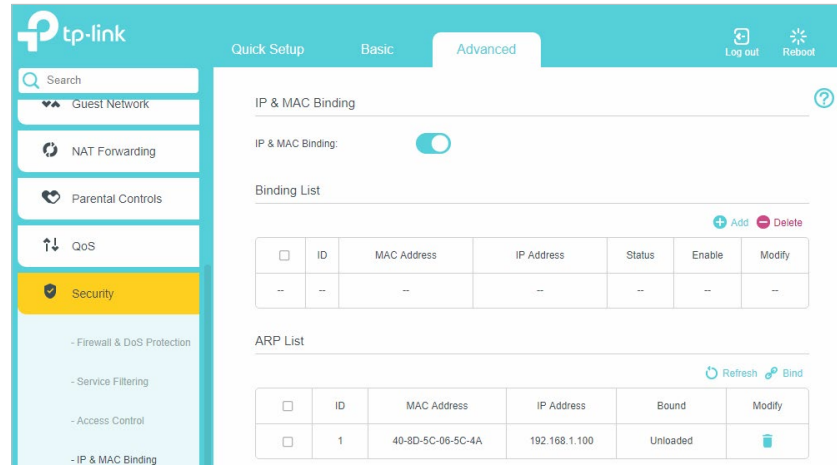 tp-link
Quick Setup Basic Advanced Log out Reboot
Search
Guest Network
NAT Forwarding
Parental Controls
QoS
Security
- Firewall & DoS Protection
- Service Filtering
- Access Control
- IP & MAC Binding
IP & MAC Binding
IP & MAC Binding:
Binding List
Add Delete
ID MAC Address IP Address Status Enable Modify
-- -- -- -- -- -- --
ARP List
Refresh Bind
ID MAC Address IP Address Bound Modify
1 40-8D-5C-06-5C-4A 192.168.1.100 Unloaded